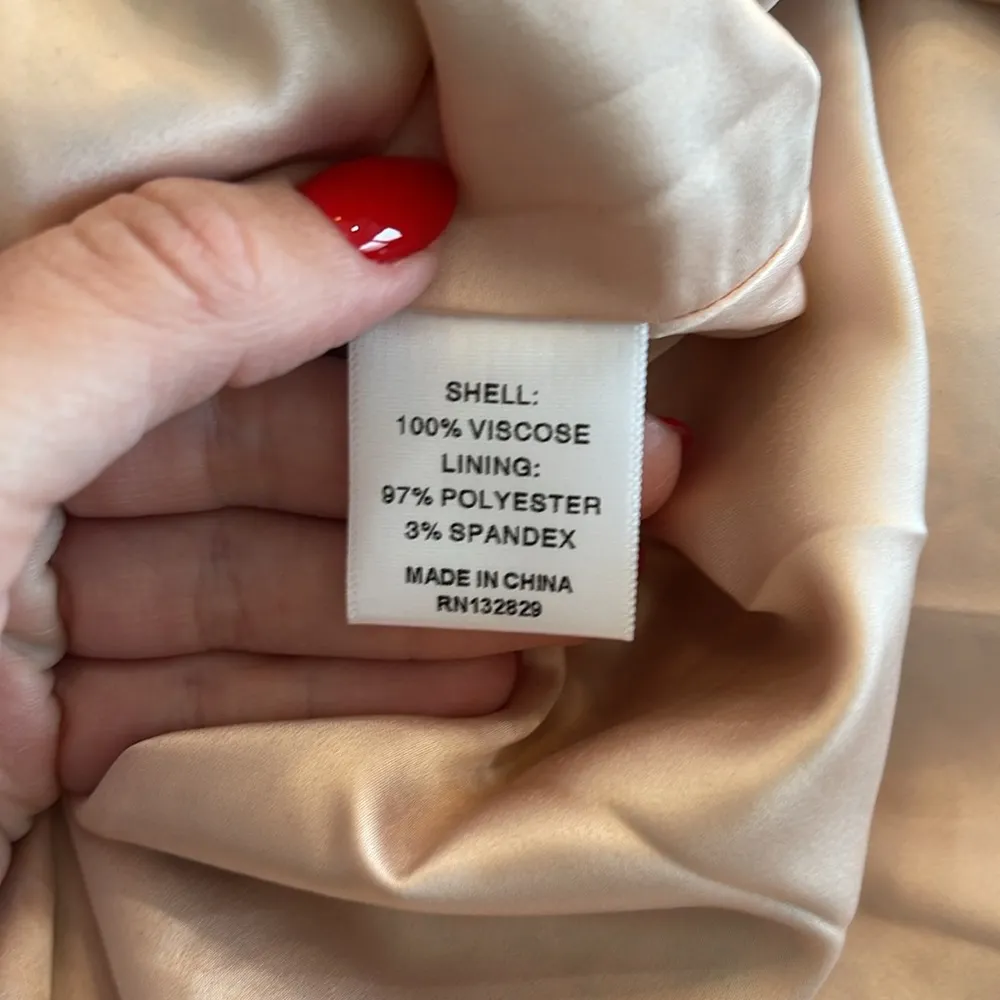 SHELL:
100% VISCOSE
LINING:
97% POLYESTER
3% SPANDEX
MADE IN CHINA
RN132829